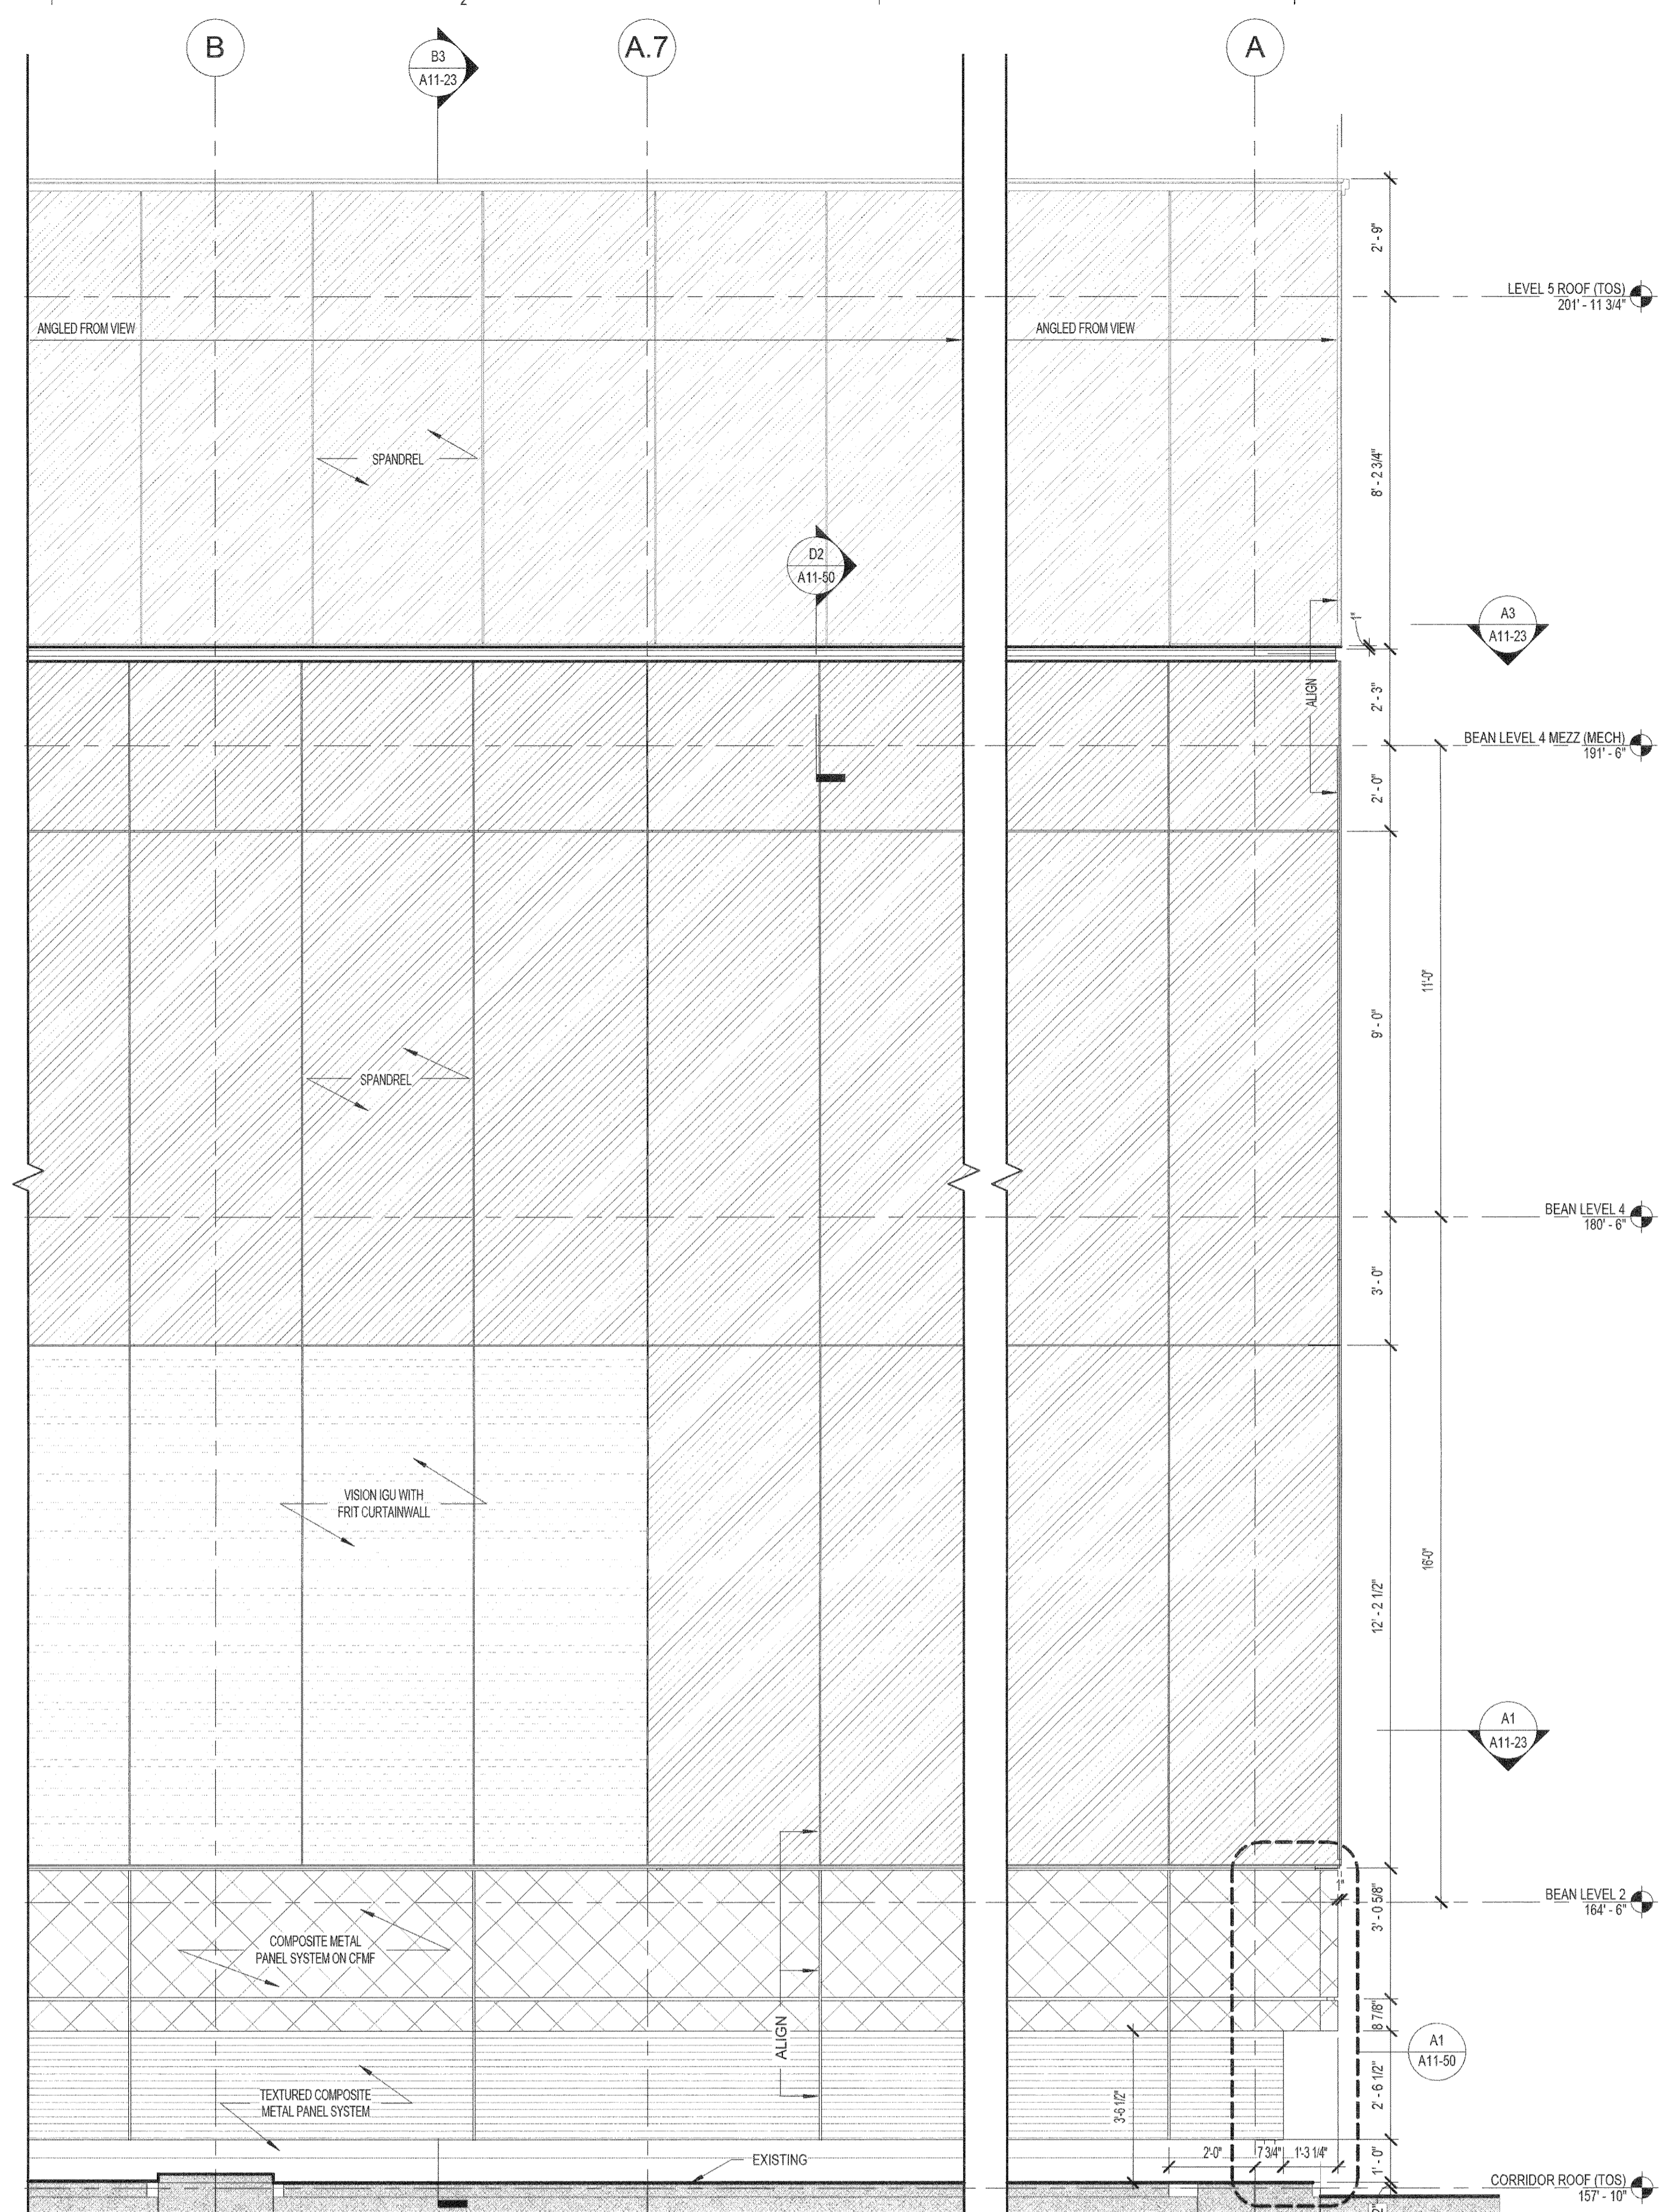 2
1
B
A.7
A
B3
A11-23
2' - 9"
LEVEL 5 ROOF (TOS)
201' - 11 3/4"
ANGLED FROM VIEW
ANGLED FROM VIEW
SPANDREL
8' - 2 3/4"
D2
A11-50
A3
A11-23
1"
ALIGN
2' - 3"
BEAN LEVEL 4 MEZZ (MECH)
191' - 6"
2' - 0"
11'-0"
9' - 0"
SPANDREL
BEAN LEVEL 4
180' - 6"
3' - 0"
VISION IGU WITH
FRIT CURTAINWALL
16'-0"
12' - 2 1/2"
A1
A11-23
1"
3' - 0 5/8"
BEAN LEVEL 2
164' - 6"
COMPOSITE METAL
PANEL SYSTEM ON CFMF
8 7/8"
ALIGN
A1
A11-50
2' - 6 1/2"
3'-6 1/2"
TEXTURED COMPOSITE
METAL PANEL SYSTEM
2'-0"
7 3/4"
1'-3 1/4"
1' - 0"
EXISTING
CORRIDOR ROOF (TOS)
157' - 10"
2"